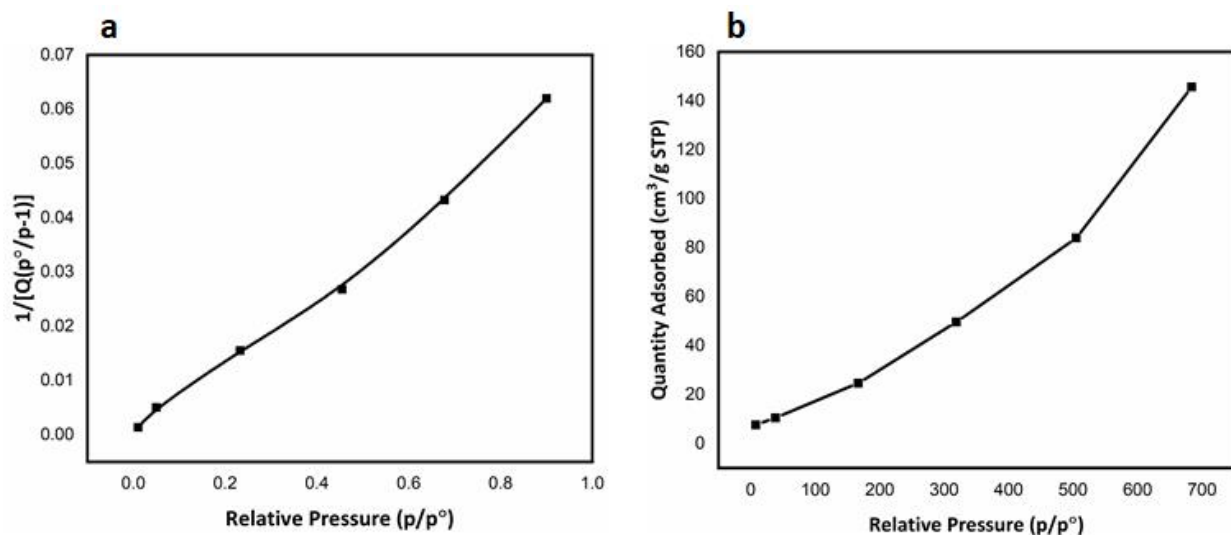 a
0.07
0.06
0.05
0.04
0.03
0.02
0.01
0.00
1/[Q(p°/p-1)]
0.0 0.2 0.4 0.6 0.8 1.0
Relative Pressure (p/p°)
b
160
140
120
100
80
60
40
20
0
Quantity Adsorbed (cm³/g STP)
0 100 200 300 400 500 600 700
Relative Pressure (p/p°)